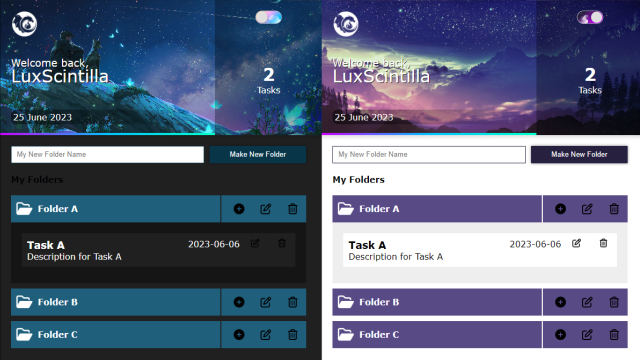 Welcome back,
LuxScintilla
2
Tasks
25 June 2023
My New Folder Name
Make New Folder
My Folders
Folder A
Task A
2023-06-06
Description for Task A
Folder B
Folder C
Welcome back,
LuxScintilla
2
Tasks
25 June 2023
My New Folder Name
Make New Folder
My Folders
Folder A
Task A
2023-06-06
Description for Task A
Folder B
Folder C